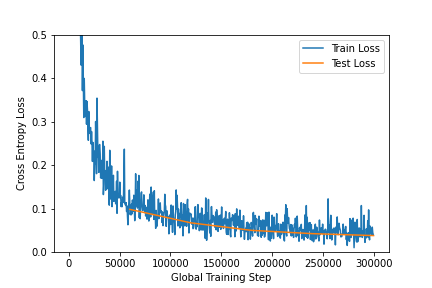 0.5
0.4
0.3
0.2
0.1
0.0
Cross Entropy Loss
Train Loss
Test Loss
0 50000 100000 150000 200000 250000 300000
Global Training Step